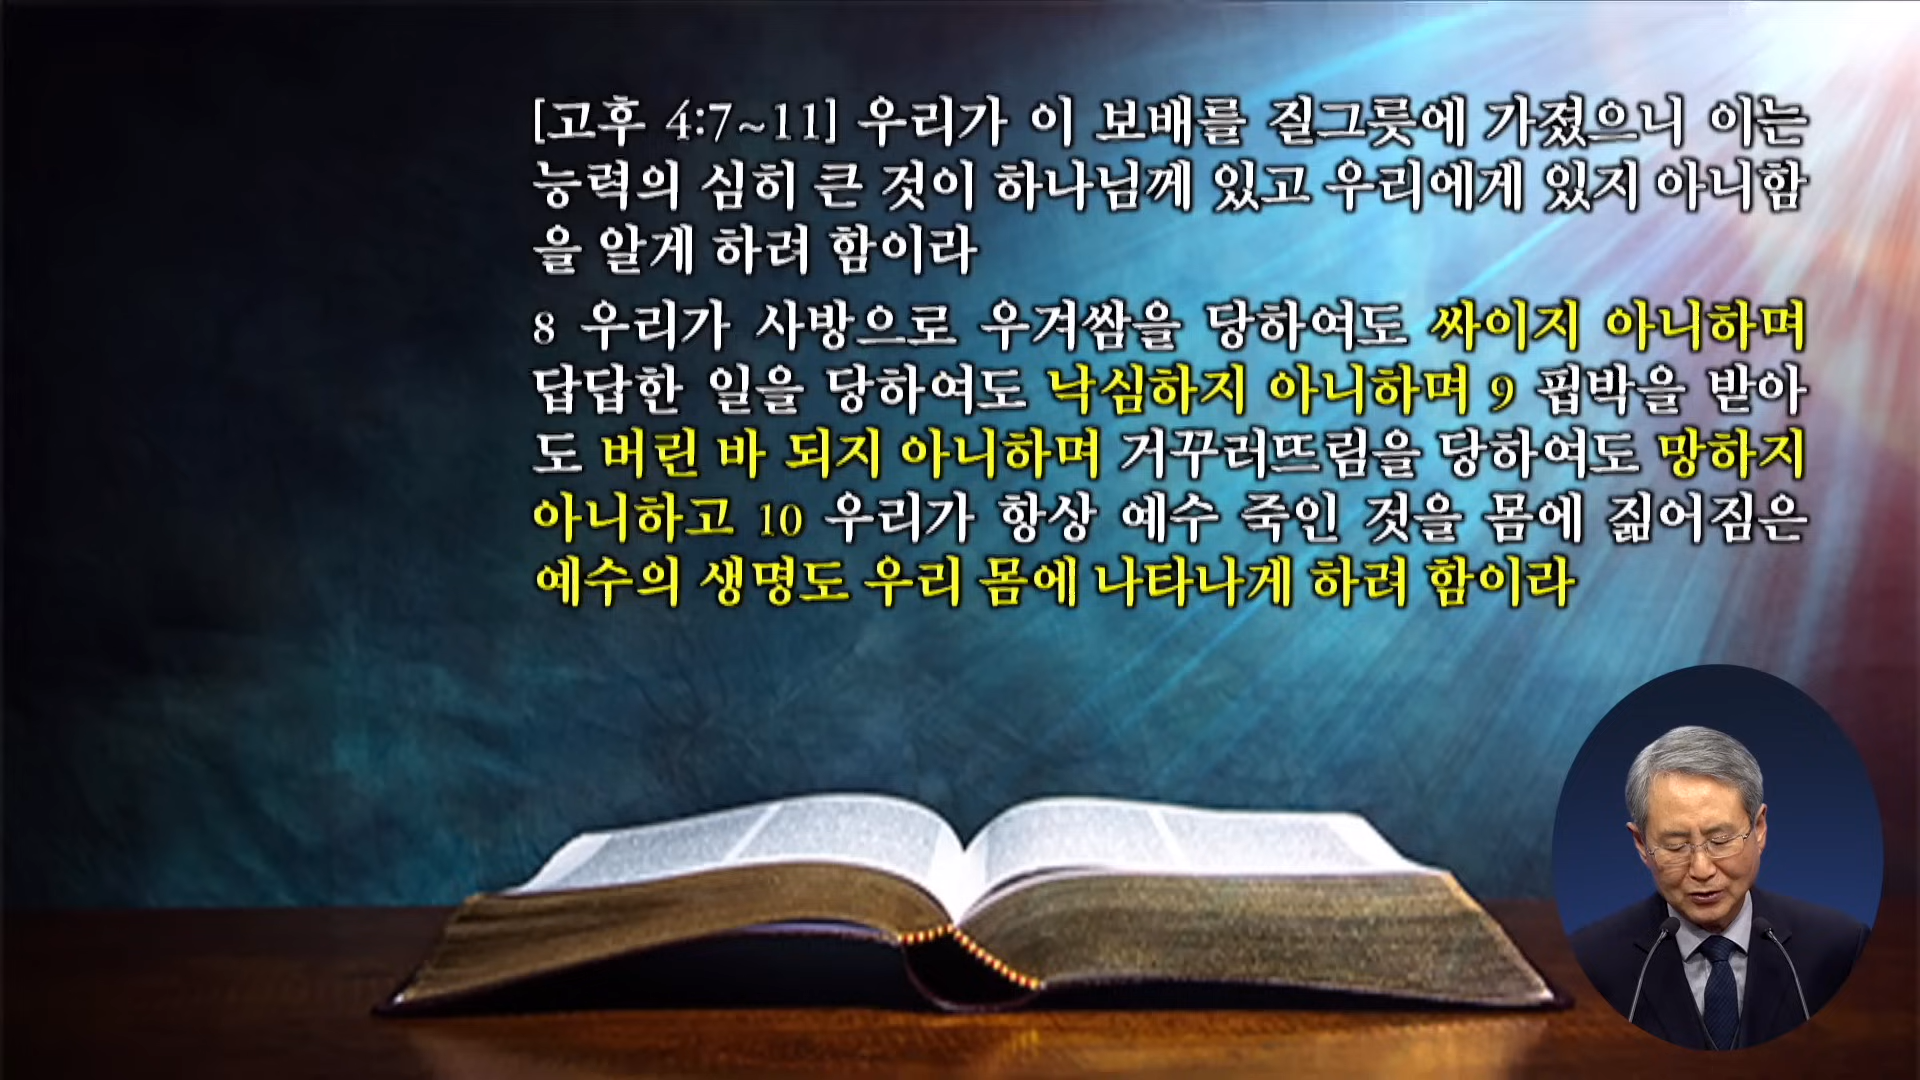 [고후 4:7~11] 우리가 이 보배를 질그릇에 가졌으니 이는
능력의 심히 큰 것이 하나님께 있고 우리에게 있지 아니함
을 알게 하려 함이라
8 우리가 사방으로 우겨쌈을 당하여도 싸이지 아니하며
답답한 일을 당하여도 낙심하지 아니하며 9 핍박을 받아
도 버린 바 되지 아니하며 거꾸러뜨림을 당하여도 망하지
아니하고 10 우리가 항상 예수 죽인 것을 몸에 짊어짐은
예수의 생명도 우리 몸에 나타나게 하려 함이라